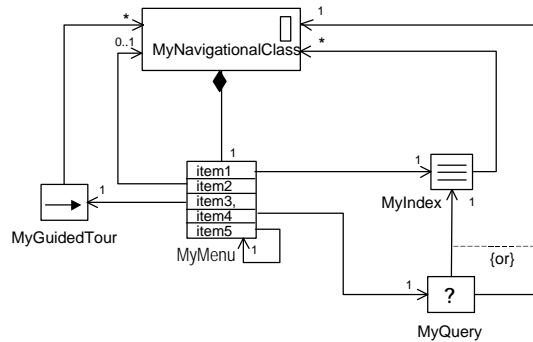 *
1
0..1
MyNavigationalClass
*
1
item1
item2
item3,
item4
item5
1
1
1
MyIndex
1
MyGuidedTour
MyMenu
{or}
1
?
MyQuery